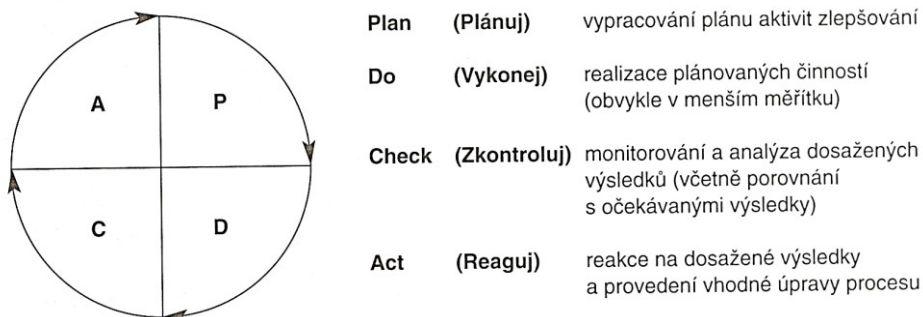 A
P
C
D
Plan (Plánuj) vypracování plánu aktivit zlepšování
Do (Vykonej) realizace plánovaných činností
(obvykle v menším měřítku)
Check (Zkontroluj) monitorování a analýza dosažených
výsledků (včetně porovnání
s očekávanými výsledky)
Act (Reaguj) reakce na dosažené výsledky
a provedení vhodné úpravy procesu